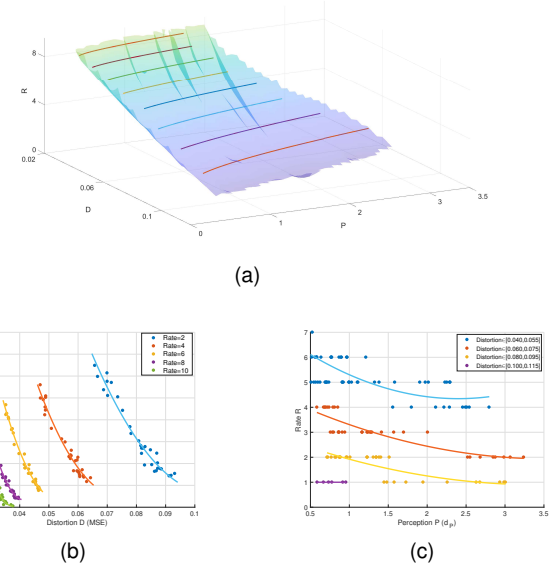 8
4
0
R
0.02
0.06
0.1
D
0
1
2
3
3.5
P
(a)
Rate=2
Rate=4
Rate=6
Rate=8
Rate=10
0.04 0.05 0.06 0.07 0.08 0.09 0.1
Distortion D (MSE)
(b)
7
6
5
4
3
2
1
0
Rate R
Distortion∈[0.040,0.055]
Distortion∈[0.060,0.075]
Distortion∈[0.080,0.095]
Distortion∈[0.100,0.115]
0.5 1 1.5 2 2.5 3 3.5
Perception P (d_P)
(c)